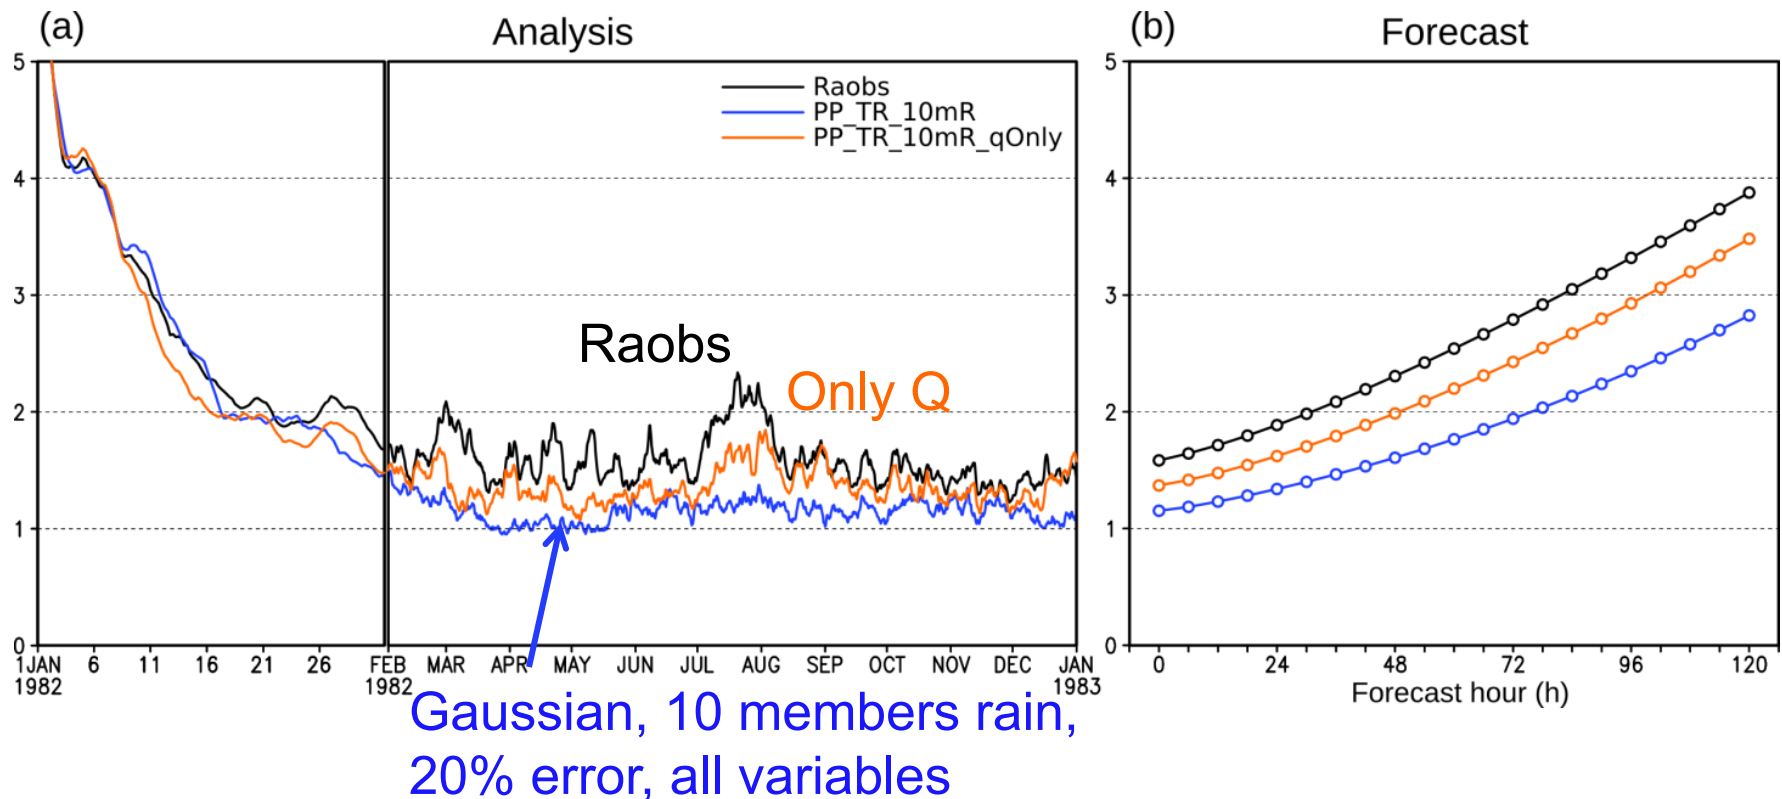 (a)
Analysis
5
4
3
2
1
0
Raobs
PP_TR_10mR
PP_TR_10mR_qOnly
Raobs
Only Q
1JAN 6 11 16 21 26 FEB MAR APR MAY JUN JUL AUG SEP OCT NOV DEC JAN
1982 1982 1983
Gaussian, 10 members rain,
20% error, all variables
(b)
Forecast
5
4
3
2
1
0
0 24 48 72 96 120
Forecast hour (h)